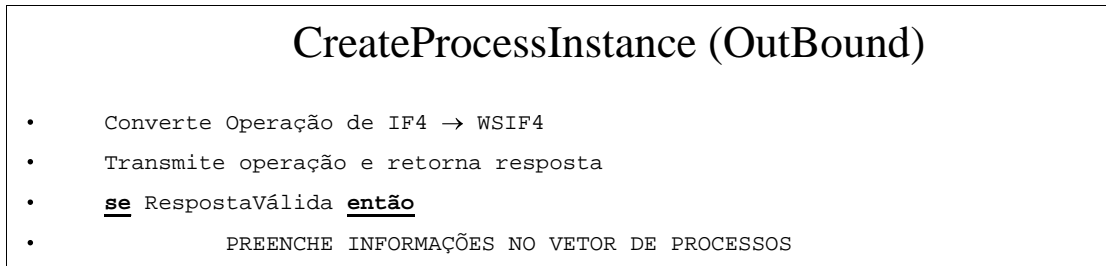 CreateProcessInstance (OutBound)
• Converte Operação de IF4 → WSIF4
• Transmite operação e retorna resposta
• se RespostaVálida então
• PREENCHE INFORMAÇÕES NO VETOR DE PROCESSOS